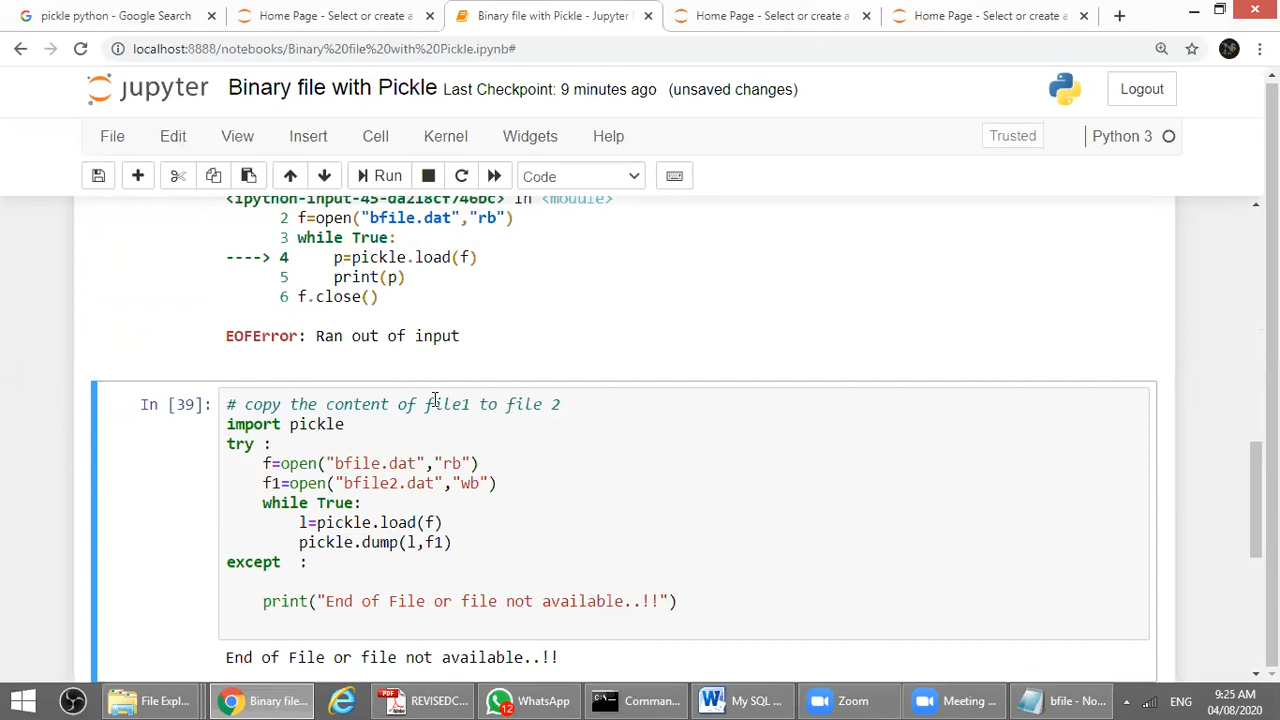 pickle python - Google Search
Home Page - Select or create a
Binary file with Pickle - Jupyter
Home Page - Select or create a
Home Page - Select or create a
localhost:8888/notebooks/Binary%20file%20with%20Pickle.ipynb#
jupyter Binary file with Pickle Last Checkpoint: 9 minutes ago (unsaved changes)
Logout
File Edit View Insert Cell Kernel Widgets Help
Trusted
Python 3
Run
Code
<ipython-input-45-da218cf746bc> in <module>
2 f=open("bfile.dat","rb")
3 while True:
----> 4 p=pickle.load(f)
5 print(p)
6 f.close()
EOFError: Ran out of input
In [39]:
# copy the content of file1 to file 2
import pickle
try :
f=open("bfile.dat","rb")
f1=open("bfile2.dat","wb")
while True:
l=pickle.load(f)
pickle.dump(l,f1)
except :
print("End of File or file not available..!!")
End of File or file not available..!!
File Expl...
Binary file...
REVISEDC...
12
WhatsApp
Comman...
My SQL ...
Zoom
Meeting ...
bfile - No...
ENG
9:25 AM
04/08/2020